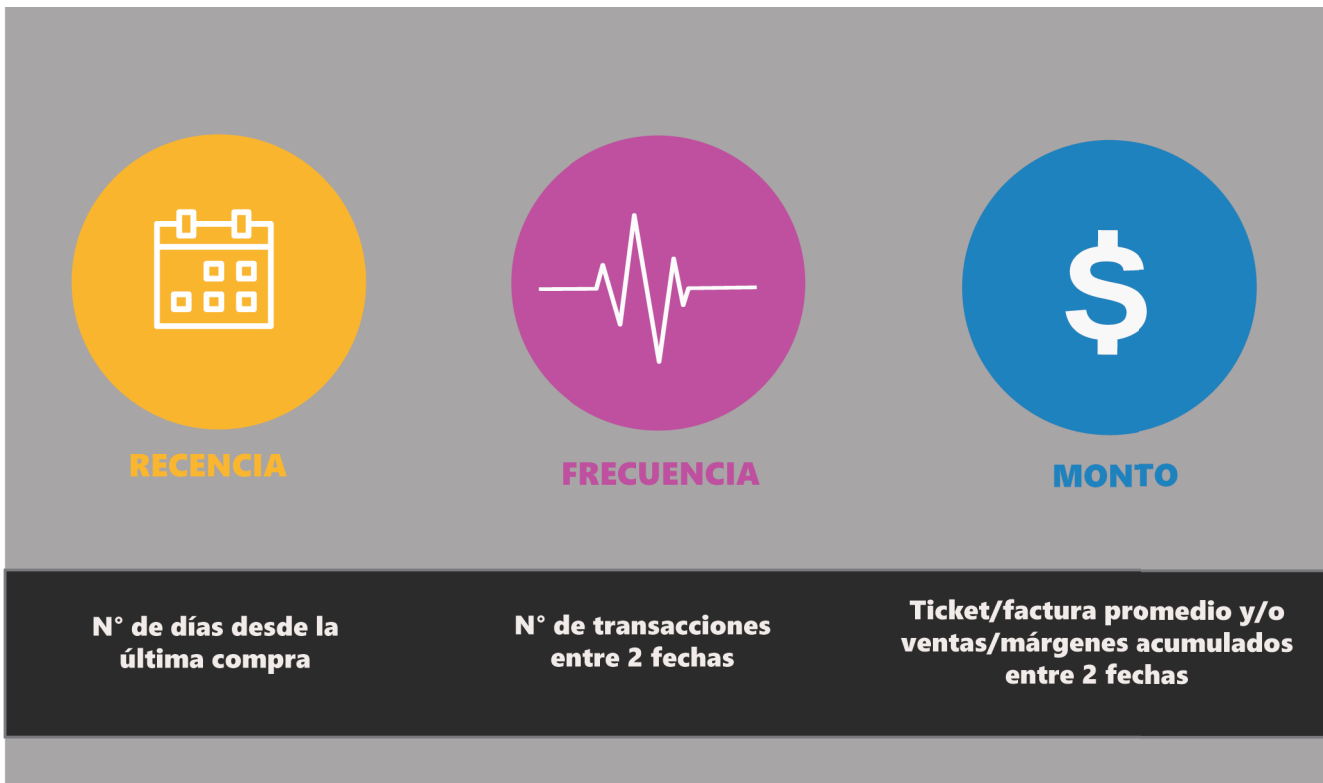 $
RECENCIA
FRECUENCIA
MONTO
N° de días desde la
última compra
N° de transacciones
entre 2 fechas
Ticket/factura promedio y/o
ventas/márgenes acumulados
entre 2 fechas